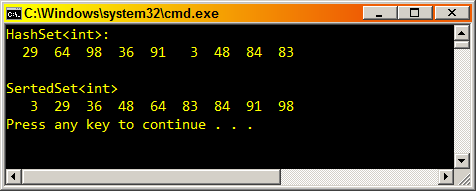 C:\Windows\system32\cmd.exe
HashSet<int>:
29 64 98 36 91 3 48 84 83
SertedSet<int>
3 29 36 48 64 83 84 91 98
Press any key to continue . . .